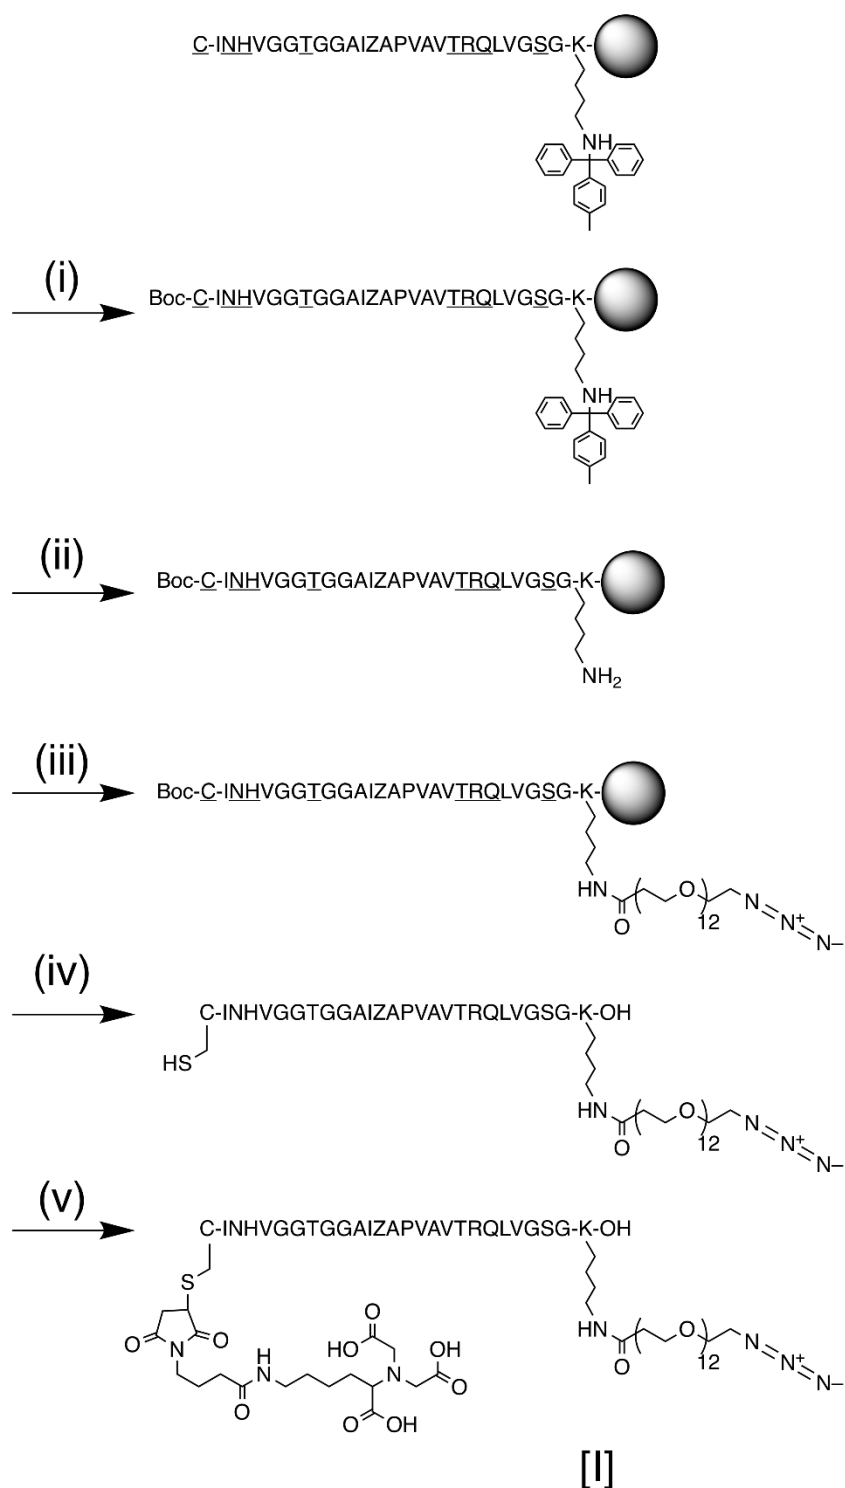 C-INHVGGTGGAIZAPVAVTRQLVGSG-K-
NH
(i)
Boc-C-INHVGGTGGAIZAPVAVTRQLVGSG-K-
NH
(ii)
Boc-C-INHVGGTGGAIZAPVAVTRQLVGSG-K-
NH2
(iii)
Boc-C-INHVGGTGGAIZAPVAVTRQLVGSG-K-
HN O ( O )12 N N+ N–
(iv)
C-INHVGGTGGAIZAPVAVTRQLVGSG-K-OH
HS
HN O ( O )12 N N+ N–
(v)
C-INHVGGTGGAIZAPVAVTRQLVGSG-K-OH
S
HN O ( O )12 N N+ N–
O N O
O OH
H N
N
OH O
O
O OH
[I]